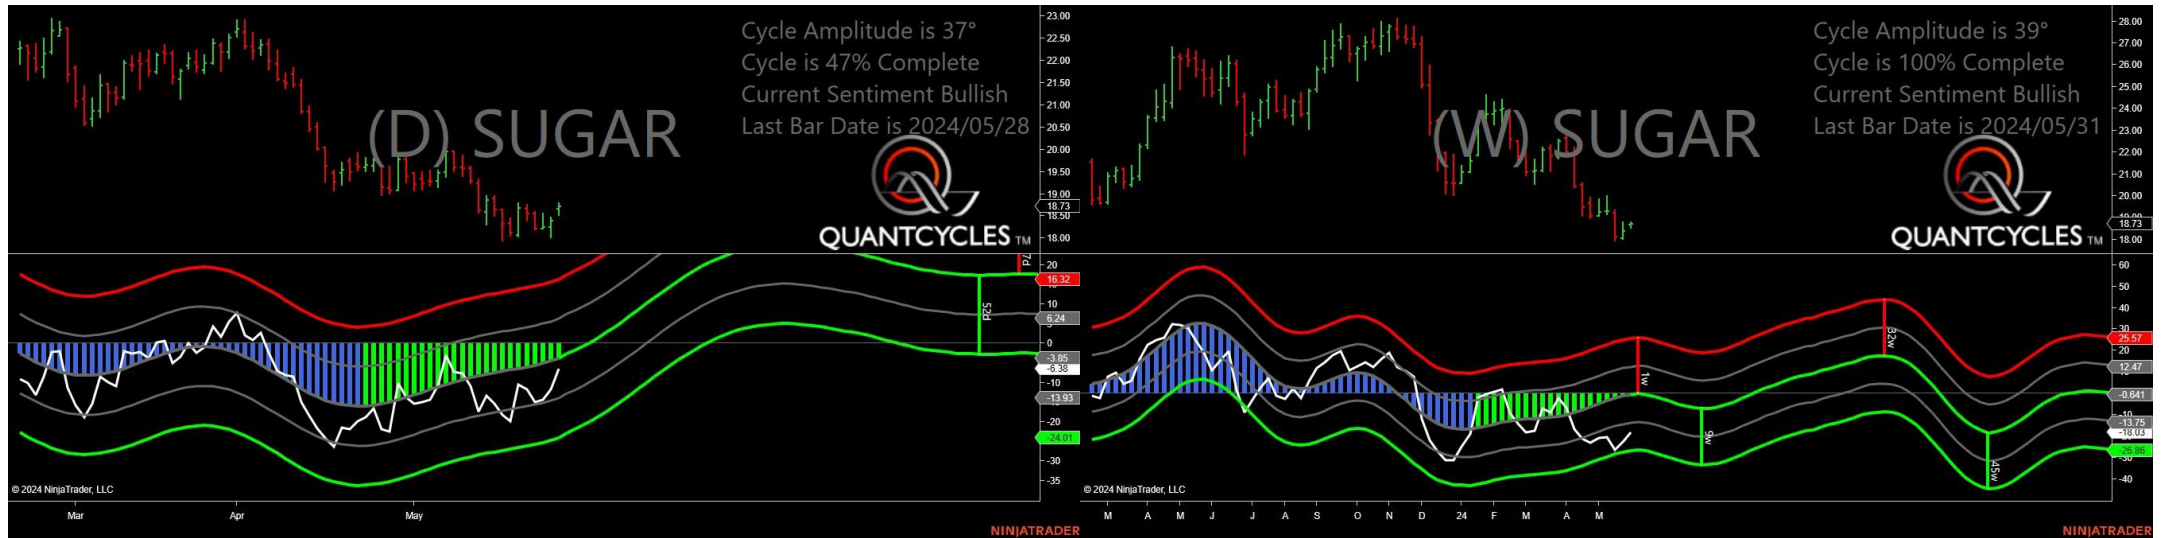 Cycle Amplitude is 37°
Cycle is 47% Complete
Current Sentiment Bullish
Last Bar Date is 2024/05/28
(D) SUGAR
QUANTCYCLES TM
23.00
22.50
22.00
21.50
21.00
20.50
20.00
19.50
19.00
18.73
18.50
18.00
7d
52d
20
16.32
10
6.24
0
-3.85
-6.38
-10
-13.93
-20
-24.01
-30
-35
© 2024 NinjaTrader, LLC
Mar Apr May
NINJATRADER
Cycle Amplitude is 39°
Cycle is 100% Complete
Current Sentiment Bullish
Last Bar Date is 2024/05/31
(W) SUGAR
QUANTCYCLES TM
28.00
27.00
26.00
25.00
24.00
23.00
22.00
21.00
20.00
19.00
18.73
18.00
1w
9w
32w
45w
60
50
40
30
25.57
20
12.47
-0.641
-10
-13.75
-18.03
-26.86
-30
-40
© 2024 NinjaTrader, LLC
M A M J J A S O N D 24 F M A M
NINJATRADER